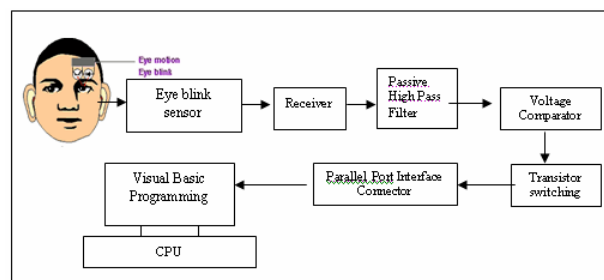 Eye motion
Eye blink
Eye blink
sensor
Receiver
Passive
High Pass
Filter
Voltage
Comparator
Visual Basic
Programming
Parallel Port Interface
Connector
Transistor
switching
CPU